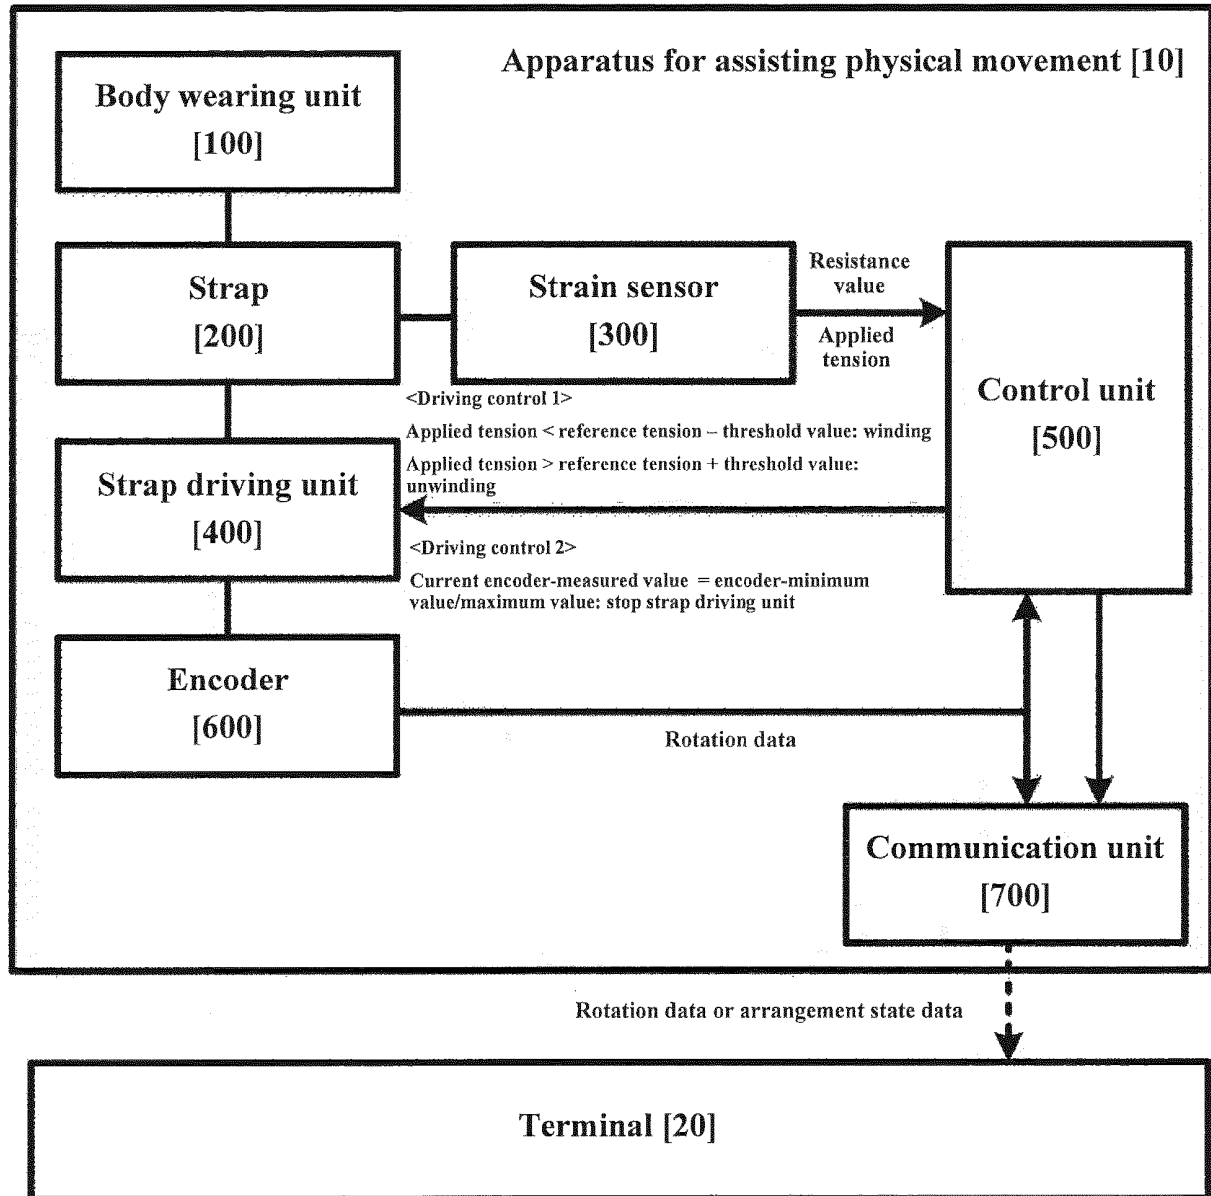 Apparatus for assisting physical movement [10]
Body wearing unit
[100]
Strap
[200]
Strain sensor
[300]
Resistance
value
Applied
tension
Control unit
[500]
<Driving control 1>
Applied tension < reference tension – threshold value: winding
Applied tension > reference tension + threshold value:
unwinding
Strap driving unit
[400]
<Driving control 2>
Current encoder-measured value = encoder-minimum
value/maximum value: stop strap driving unit
Encoder
[600]
Rotation data
Communication unit
[700]
Rotation data or arrangement state data
Terminal [20]